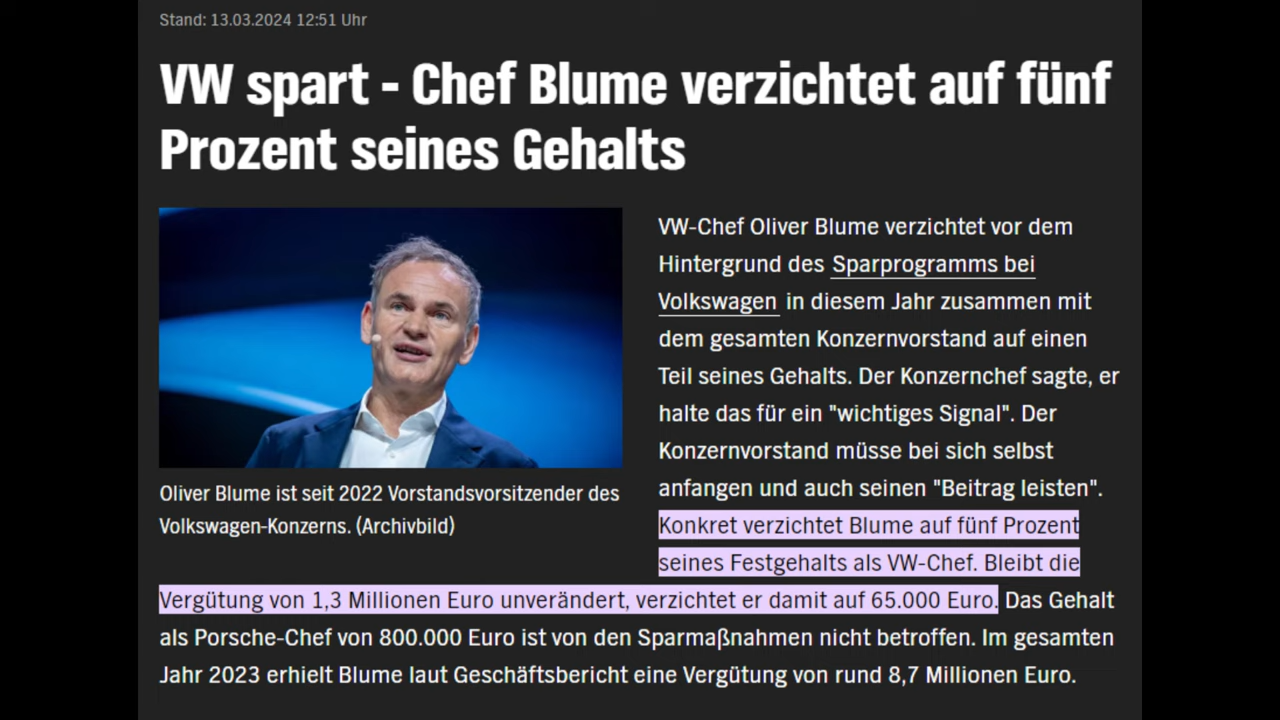 Stand: 13.03.2024 12:51 Uhr
VW spart - Chef Blume verzichtet auf fünf
Prozent seines Gehalts
VW-Chef Oliver Blume verzichtet vor dem
Hintergrund des Sparprogramms bei
Volkswagen in diesem Jahr zusammen mit
dem gesamten Konzernvorstand auf einen
Teil seines Gehalts. Der Konzernchef sagte, er
halte das für ein "wichtiges Signal". Der
Konzernvorstand müsse bei sich selbst
anfangen und auch seinen "Beitrag leisten".
Konkret verzichtet Blume auf fünf Prozent
seines Festgehalts als VW-Chef. Bleibt die
Vergütung von 1,3 Millionen Euro unverändert, verzichtet er damit auf 65.000 Euro. Das Gehalt
als Porsche-Chef von 800.000 Euro ist von den Sparmaßnahmen nicht betroffen. Im gesamten
Jahr 2023 erhielt Blume laut Geschäftsbericht eine Vergütung von rund 8,7 Millionen Euro.
Oliver Blume ist seit 2022 Vorstandsvorsitzender des
Volkswagen-Konzerns. (Archivbild)